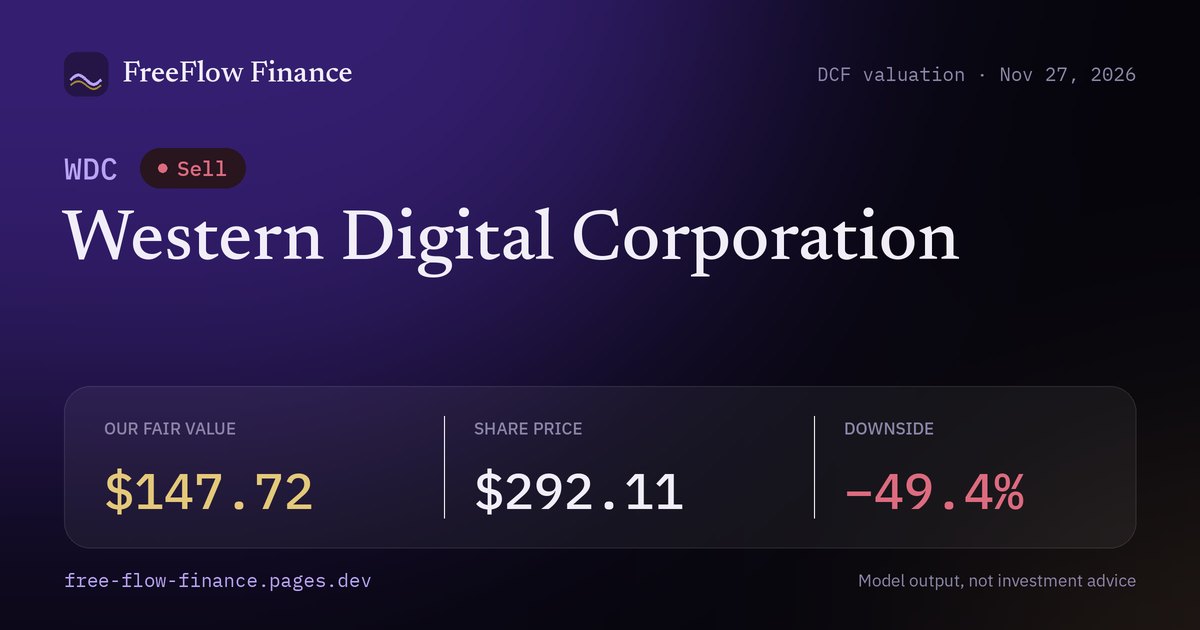 FreeFlow Finance
DCF valuation · Nov 27, 2026
WDC
Sell
Western Digital Corporation
OUR FAIR VALUE
$147.72
SHARE PRICE
$292.11
DOWNSIDE
−49.4%
free-flow-finance.pages.dev
Model output, not investment advice